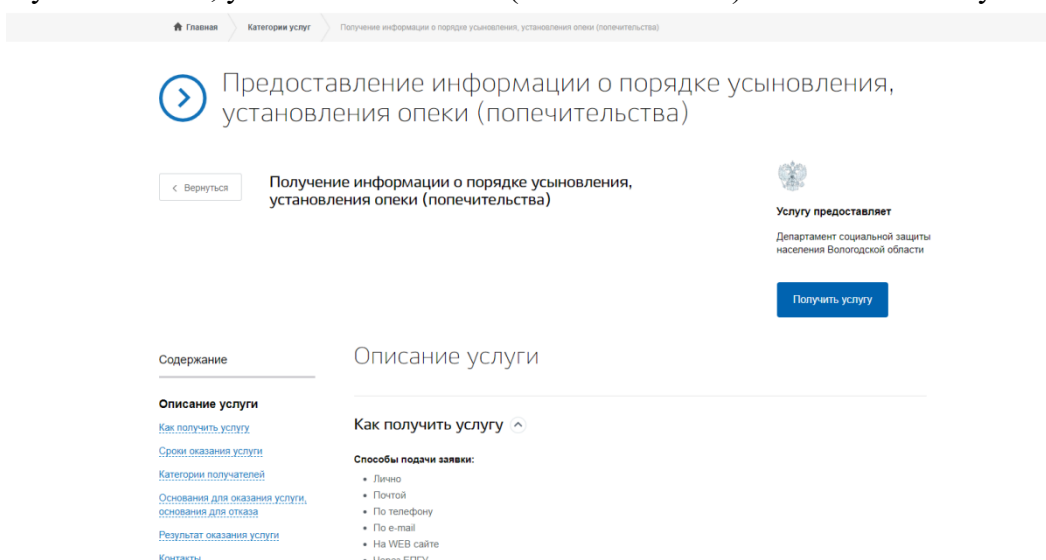 Главная
Категории услуг
Получение информации о порядке усыновления, установления опеки (попечительства)
Предоставление информации о порядке усыновления,
установления опеки (попечительства)
Вернуться
Получение информации о порядке усыновления,
установления опеки (попечительства)
Услугу предоставляет
Департамент социальной защиты
населения Вологодской области
Получить услугу
Содержание
Описание услуги
Как получить услугу
Сроки оказания услуги
Категории получателей
Основания для оказания услуги,
основания для отказа
Результат оказания услуги
Контакты
Описание услуги
Как получить услугу
Способы подачи заявки:
• Лично
• Почтой
• По телефону
• По e-mail
• На WEB сайте
• Через ЕПГУ